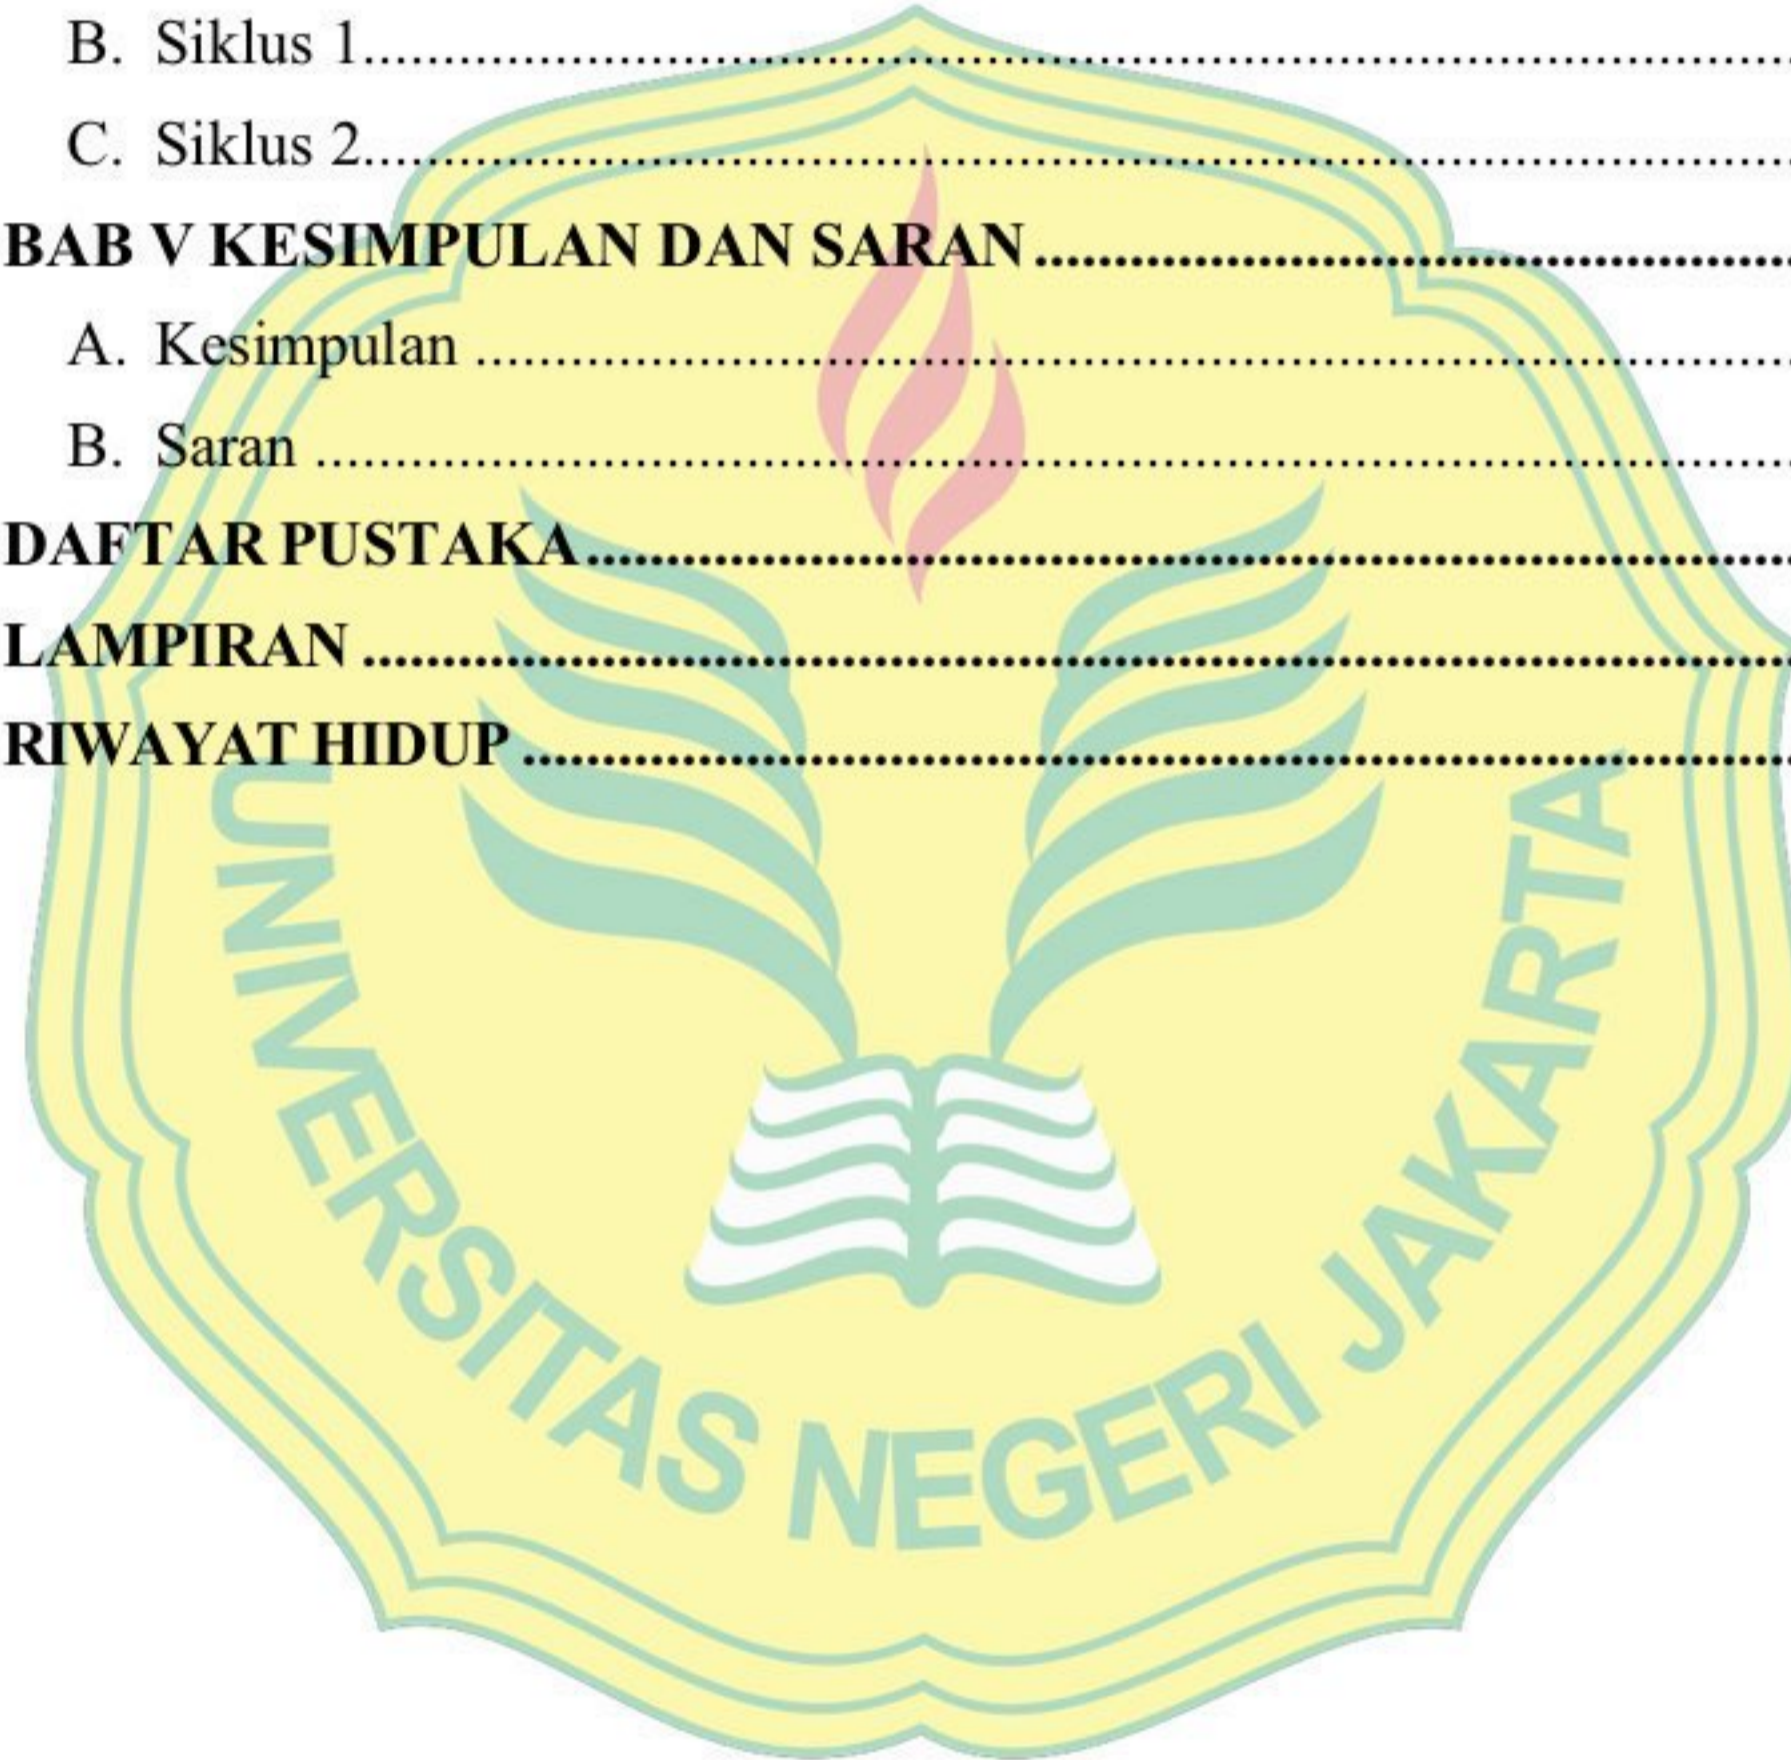 B. Siklus 1..........................................................................................
C. Siklus 2..........................................................................................
BAB V KESIMPULAN DAN SARAN................................................
A. Kesimpulan ..................................................................................
B. Saran ............................................................................................
DAFTAR PUSTAKA............................................................................
LAMPIRAN ..........................................................................................
RIWAYAT HIDUP ................................................................................
UNIVERSITAS NEGERI JAKARTA